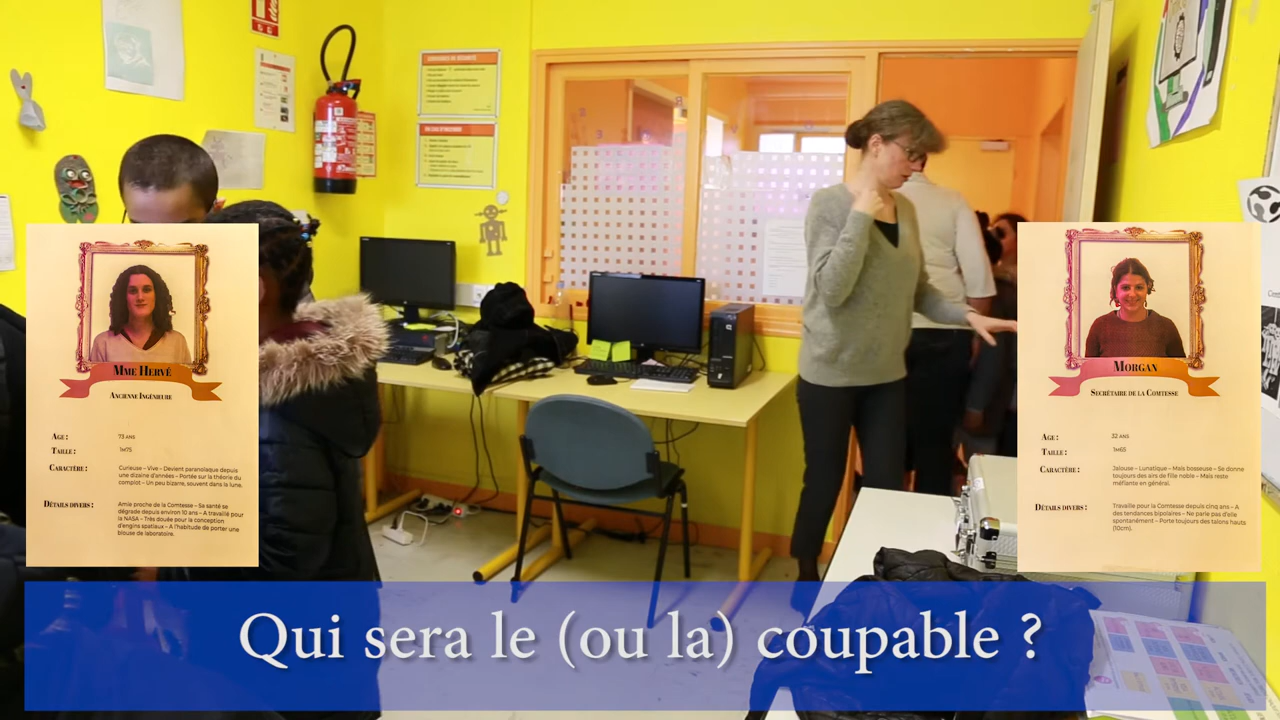 CONSIGNES DE SÉCURITÉ
EN CAS D'INCENDIE
Mme Hervé
Ancienne Ingénieure
Age :
73 ans
Taille :
1m75
Caractère :
Curieuse – Vive – Devient paranoïaque depuis
une dizaine d'années – Portée sur la théorie du
complot – Un peu bizarre, souvent dans la lune.
Détails divers :
Amie proche de la Comtesse – Sa santé se
dégrade depuis environ 10 ans – A travaillé pour
la NASA – Très douée pour la conception
d'engins spatiaux – A l'habitude de porter une
blouse de laboratoire.
Morgan
Secrétaire de la Comtesse
Age :
32 ans
Taille :
1m65
Caractère :
Jalouse – Lunatique – Mais bosseuse – Se donne
toujours des airs de fille noble – Mais reste
méfiante en général.
Détails divers :
Travaille pour la Comtesse depuis cinq ans – A
des tendances bipolaires – Ne parle pas d'elle
spontanément – Porte toujours des talons hauts
(10cm).
Qui sera le (ou la) coupable ?